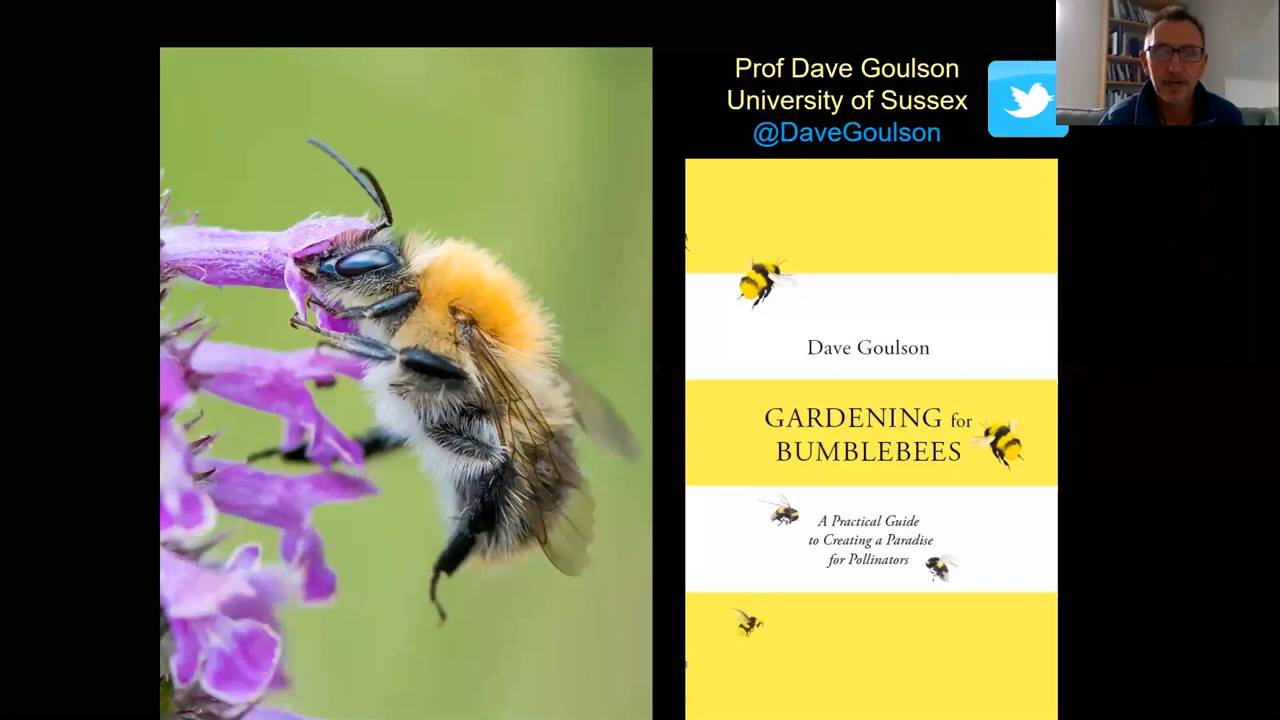 Prof Dave Goulson
University of Sussex
@DaveGoulson
Dave Goulson
GARDENING for
BUMBLEBEES
A Practical Guide
to Creating a Paradise
for Pollinators